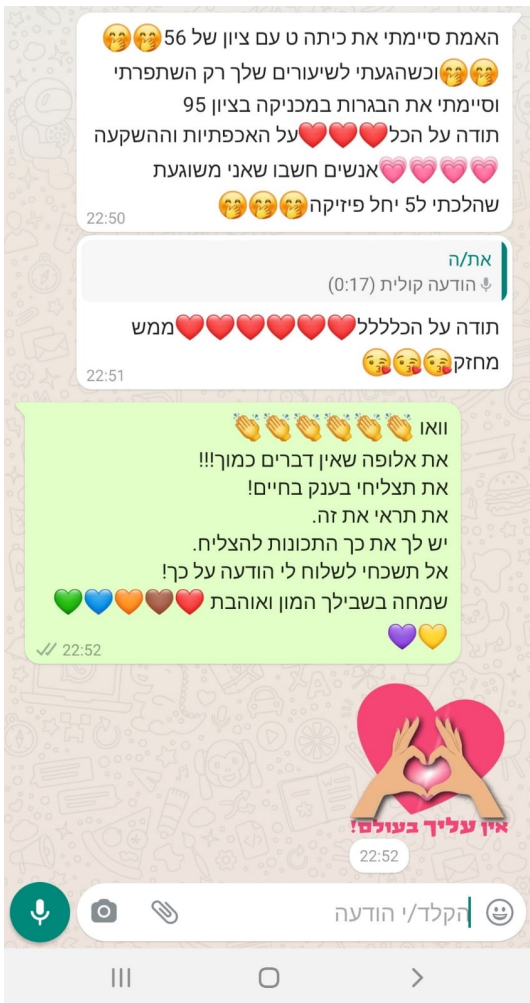 האמת סיימתי את כיתה ט עם ציון של 56🤭🤭
🤭🤭וכשהגעתי לשיעורים שלך רק השתפרתי
וסיימתי את הבגרות במכניקה בציון 95
תודה על הכל❤️❤️❤️על האכפתיות וההשקעה
💗💗💗💗אנשים חשבו שאני משוגעת
שהלכתי ל5 יחל פיזיקה🤭🤭🤭
22:50
את/ה
הודעה קולית (0:17)
תודה על הכללללל❤️❤️❤️❤️❤️❤️ממש
מחזק😘😘😘
22:51
וואו 👏👏👏👏👏👏
את אלופה שאין דברים כמוך!!!
את תצליחי בענק בחיים!
את תראי את זה.
יש לך את כך התכונות להצליח.
אל תשכחי לשלוח לי הודעה על כך!
שמחה בשבילך המון ואוהבת ❤️🤎🧡💙💚
💛💜
22:52
אין עליך בעולם!
22:52
הקלד/י הודעה